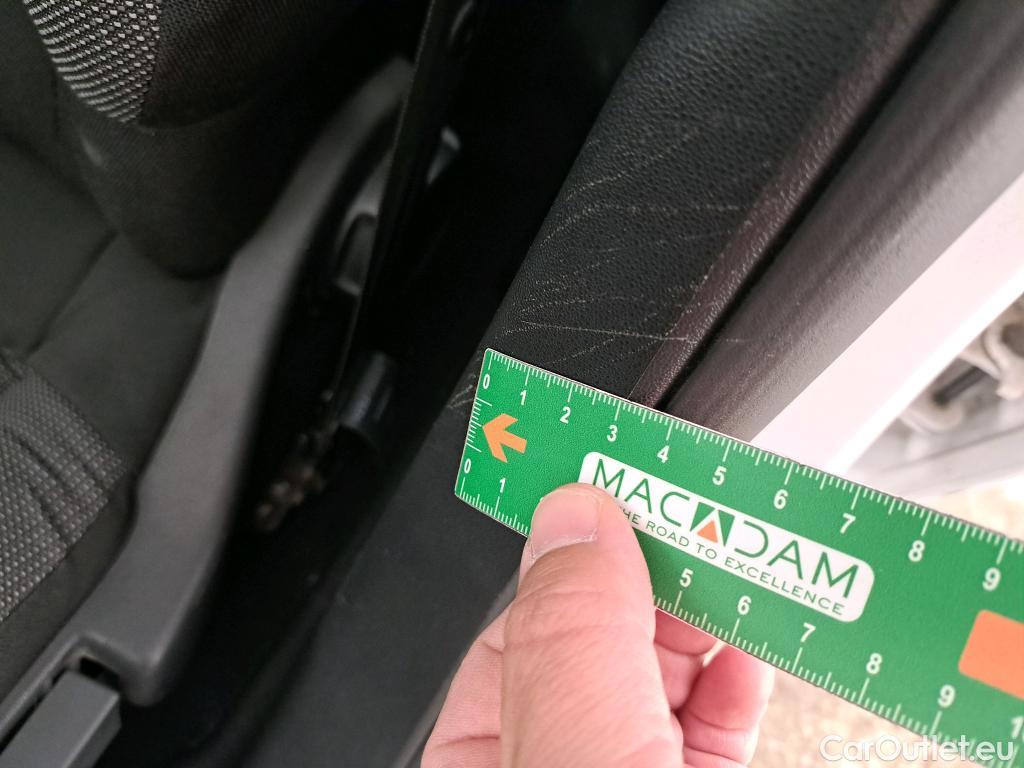 0 1 2 3 4 5 6 7 8 9
MACADAM
THE ROAD TO EXCELLENCE
0 1 5 6 7 8 9
CarOutlet.eu